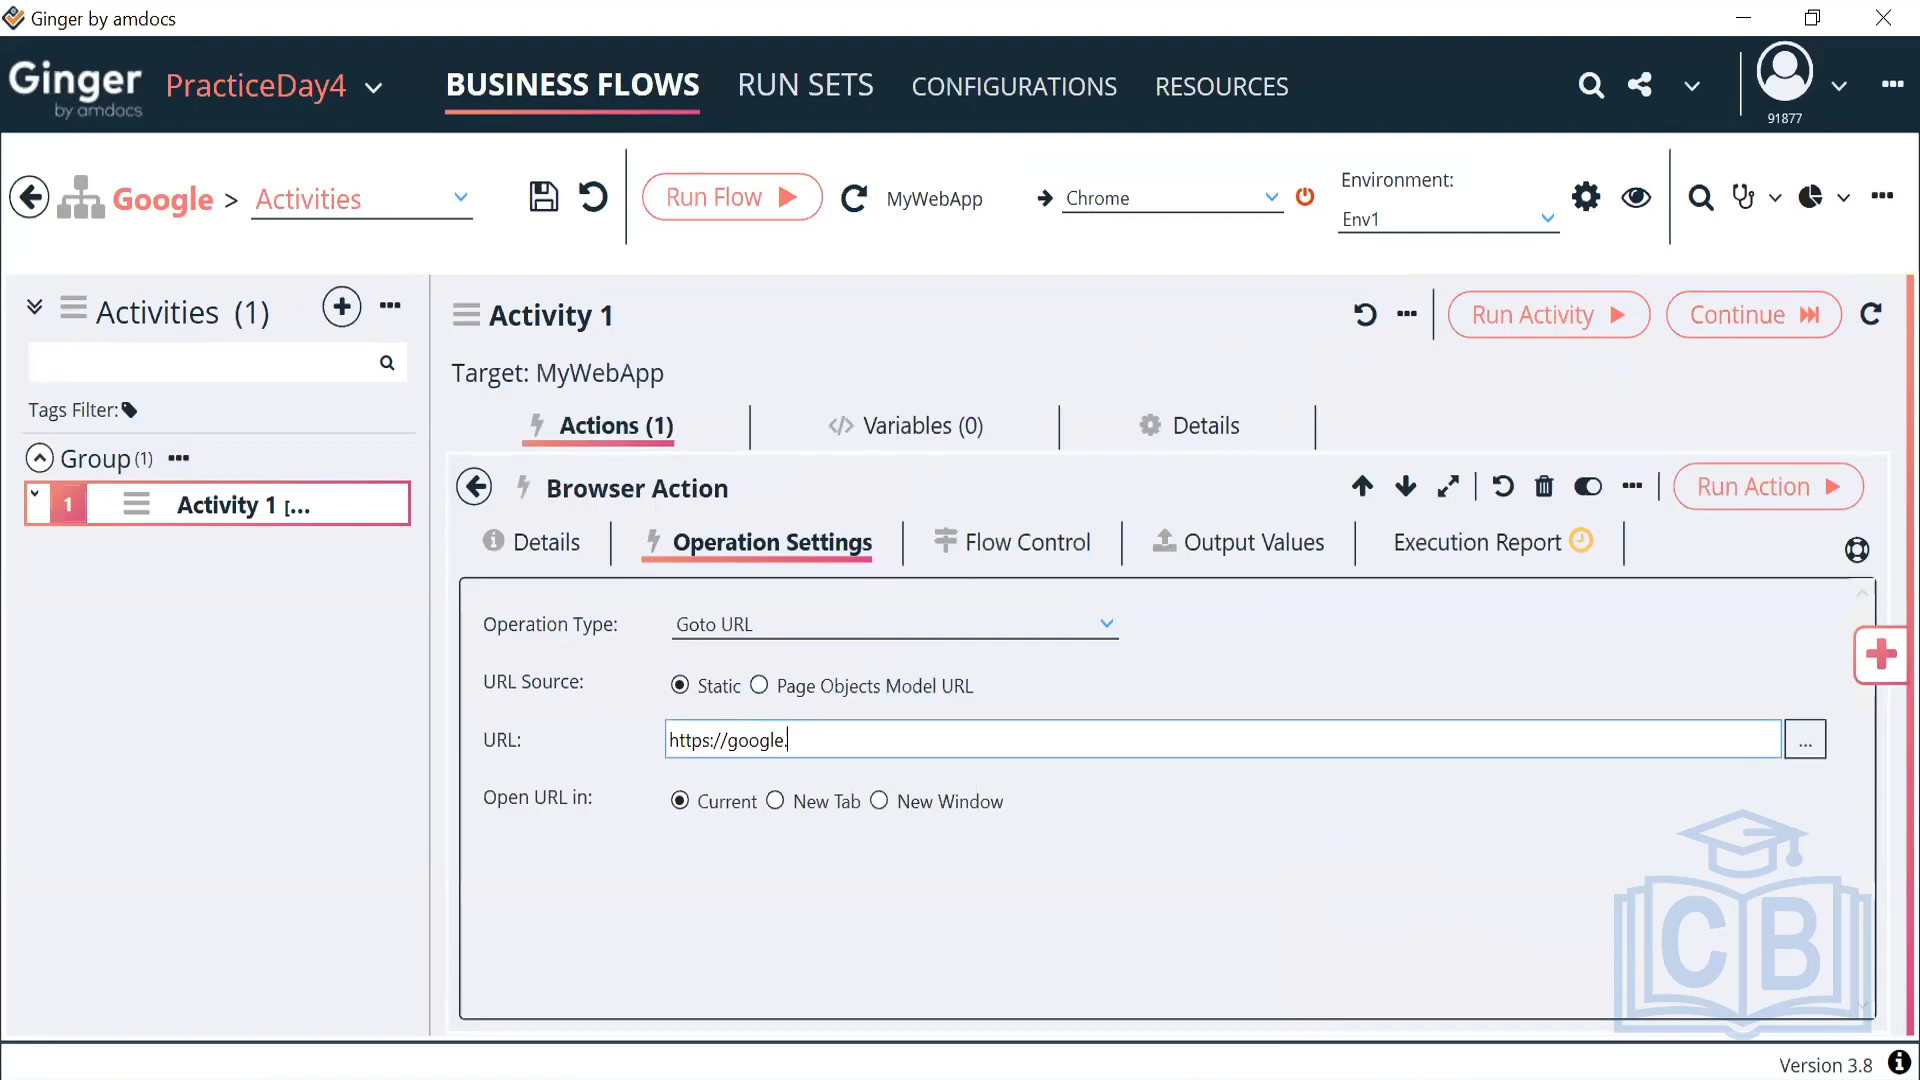 Ginger by amdocs
Ginger by amdocs PracticeDay4 BUSINESS FLOWS RUN SETS CONFIGURATIONS RESOURCES 91877
Google > Activities Run Flow MyWebApp Chrome Environment: Env1
Activities (1)
Tags Filter:
Group (1) ...
1 Activity 1 [...
Activity 1 Run Activity Continue
Target: MyWebApp
Actions (1) Variables (0) Details
Browser Action Run Action
Details Operation Settings Flow Control Output Values Execution Report
Operation Type: Goto URL
URL Source: Static Page Objects Model URL
URL: https://google. ...
Open URL in: Current New Tab New Window
CB
Version 3.8